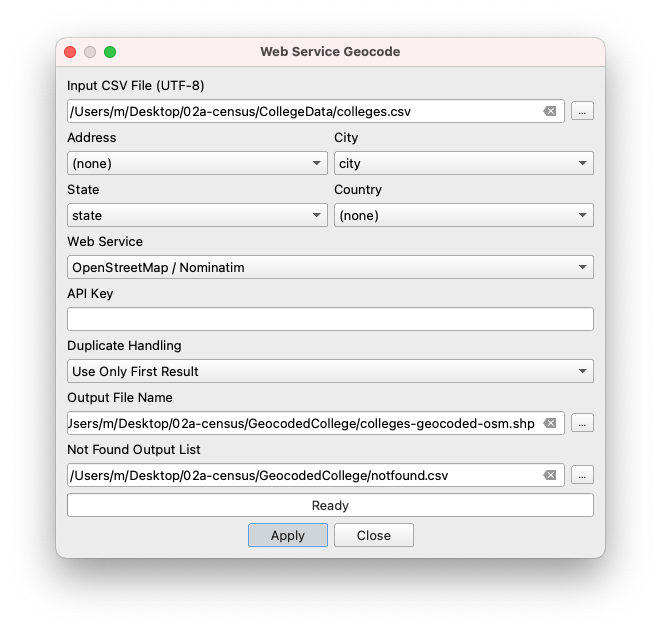 Web Service Geocode
Input CSV File (UTF-8)
/Users/m/Desktop/02a-census/CollegeData/colleges.csv ...
Address City
(none) city
State Country
state (none)
Web Service
OpenStreetMap / Nominatim
API Key
Duplicate Handling
Use Only First Result
Output File Name
Jsers/m/Desktop/02a-census/GeocodedCollege/colleges-geocoded-osm.shp ...
Not Found Output List
/Users/m/Desktop/02a-census/GeocodedCollege/notfound.csv ...
Ready
Apply Close